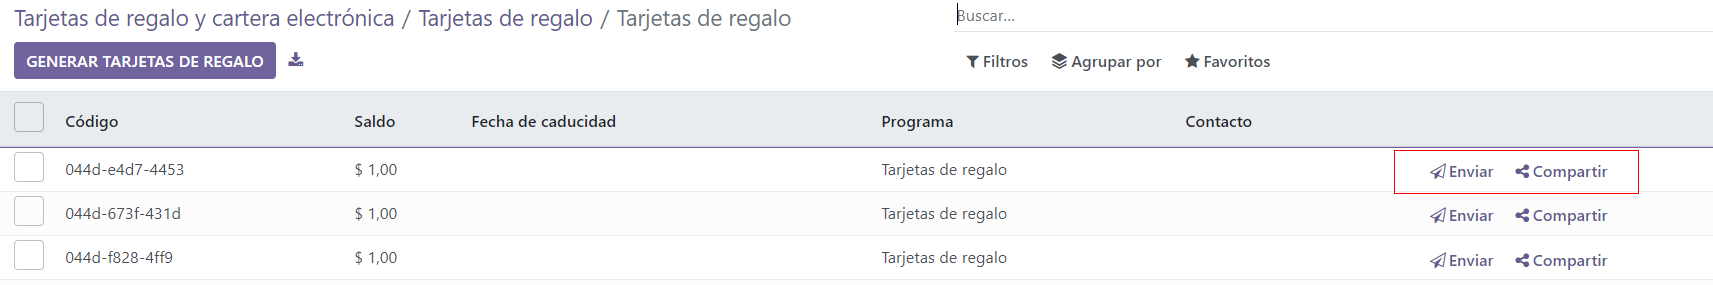 Tarjetas de regalo y cartera electrónica / Tarjetas de regalo / Tarjetas de regalo
Buscar...
GENERAR TARJETAS DE REGALO
Filtros Agrupar por Favoritos
Código Saldo Fecha de caducidad Programa Contacto
044d-e4d7-4453 $ 1,00 Tarjetas de regalo Enviar Compartir
044d-673f-431d $ 1,00 Tarjetas de regalo Enviar Compartir
044d-f828-4ff9 $ 1,00 Tarjetas de regalo Enviar Compartir